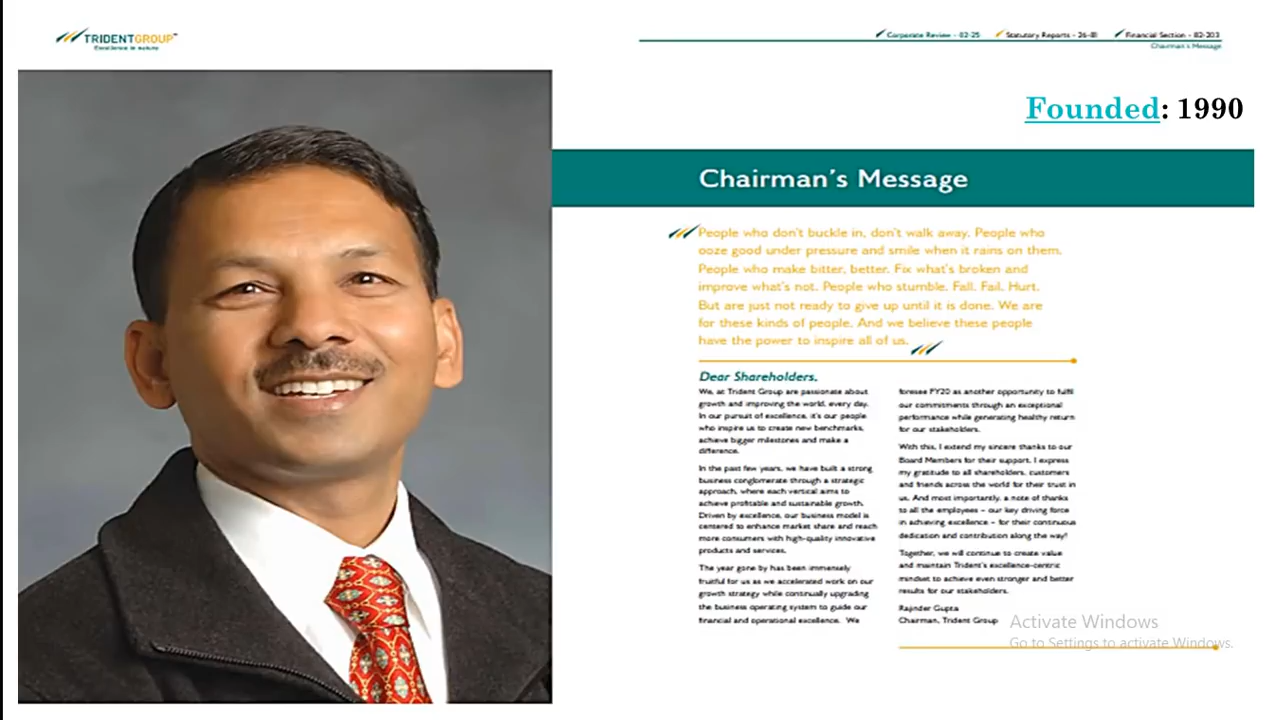 TRIDENTGROUP™
Excellence is nature
Corporate Review - 02-25
Statutory Reports - 26-81
Financial Section - 82-203
Chairman's Message
Founded: 1990
Chairman's Message
People who don't buckle in, don't walk away. People who
ooze good under pressure and smile when it rains on them.
People who make bitter, better. Fix what's broken and
improve what's not. People who stumble. Fall. Fail. Hurt.
But are just not ready to give up until it is done. We are
for these kinds of people. And we believe these people
have the power to inspire all of us.
Dear Shareholders,
We, at Trident Group are passionate about
growth and improving the world, every day.
In our pursuit of excellence, it's our people
who inspire us to create new benchmarks,
achieve bigger milestones and make a
difference.
In the past few years, we have built a strong
business conglomerate through a strategic
approach, where each vertical aims to
achieve profitable and sustainable growth.
Driven by excellence, our business model is
centered to enhance market share and reach
more consumers with high-quality innovative
products and services.
The year gone by has been immensely
fruitful for us as we accelerated work on our
growth strategy while continually upgrading
the business operating system to guide our
financial and operational excellence. We
foresee FY20 as another opportunity to fulfil
our commitments through an exceptional
performance while generating healthy return
for our stakeholders.
With this, I extend my sincere thanks to our
Board Members for their support. I express
my gratitude to all shareholders, customers
and friends across the world for their trust in
us. And most importantly, a note of thanks
to all the employees – our key driving force
in achieving excellence – for their continuous
dedication and contribution along the way!
Together, we will continue to create value
and maintain Trident's excellence-centric
mindset to achieve even stronger and better
results for our stakeholders.
Rajinder Gupta
Chairman, Trident Group
Activate Windows
Go to Settings to activate Windows.